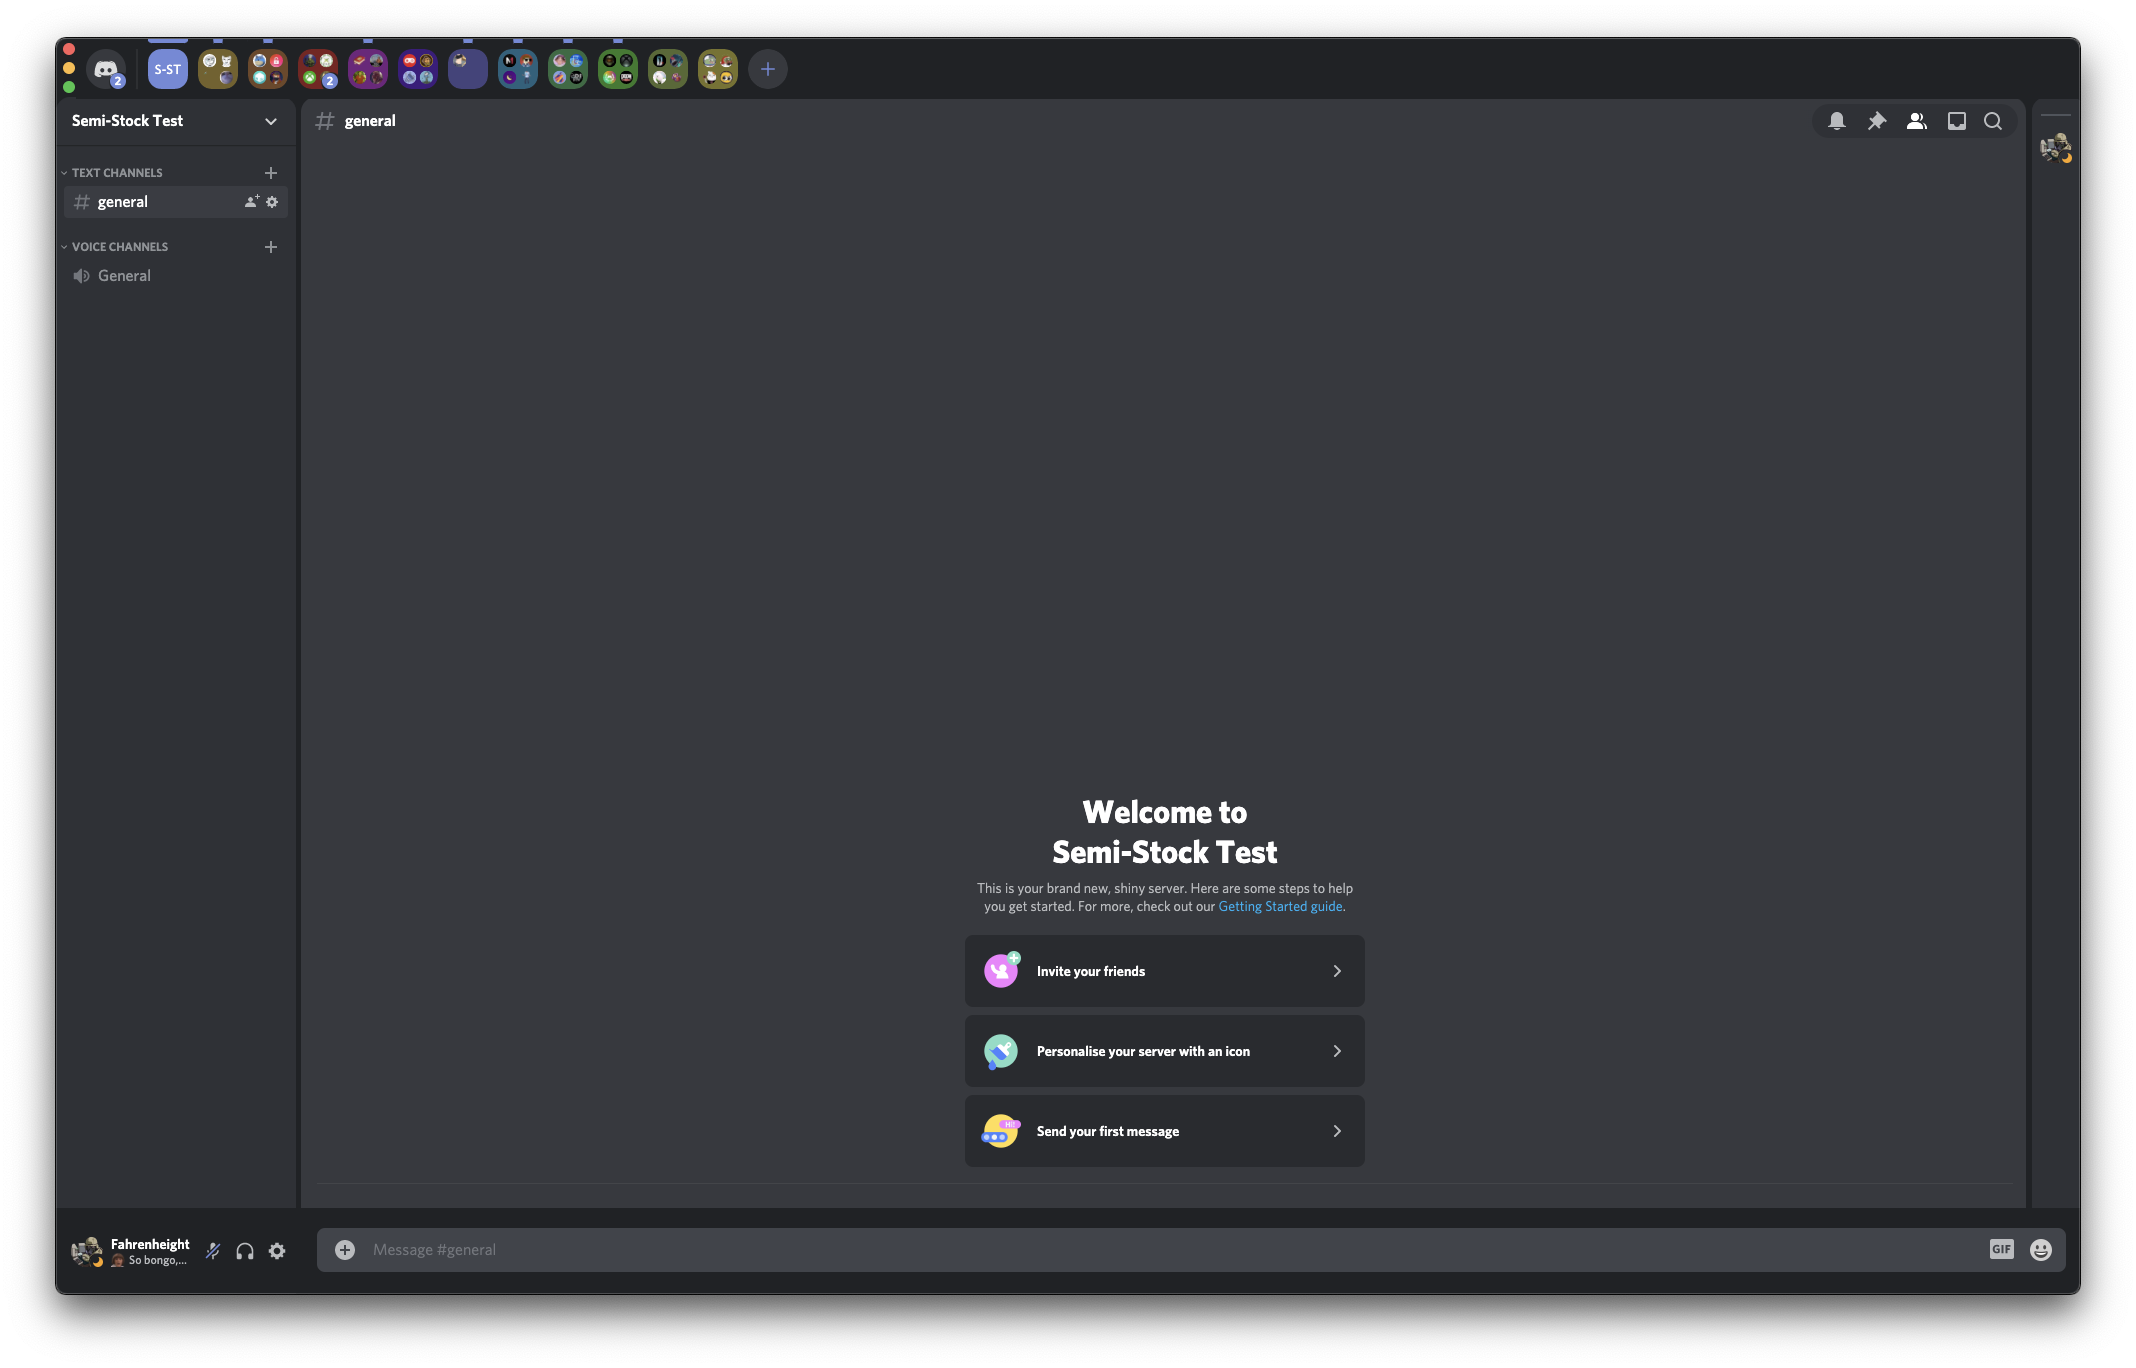 2
S-ST
2
Semi-Stock Test
general
TEXT CHANNELS
general
VOICE CHANNELS
General
Welcome to
Semi-Stock Test
This is your brand new, shiny server. Here are some steps to help
you get started. For more, check out our Getting Started guide.
Invite your friends
Personalise your server with an icon
Send your first message
Fahrenheight
So bongo,...
Message #general
GIF